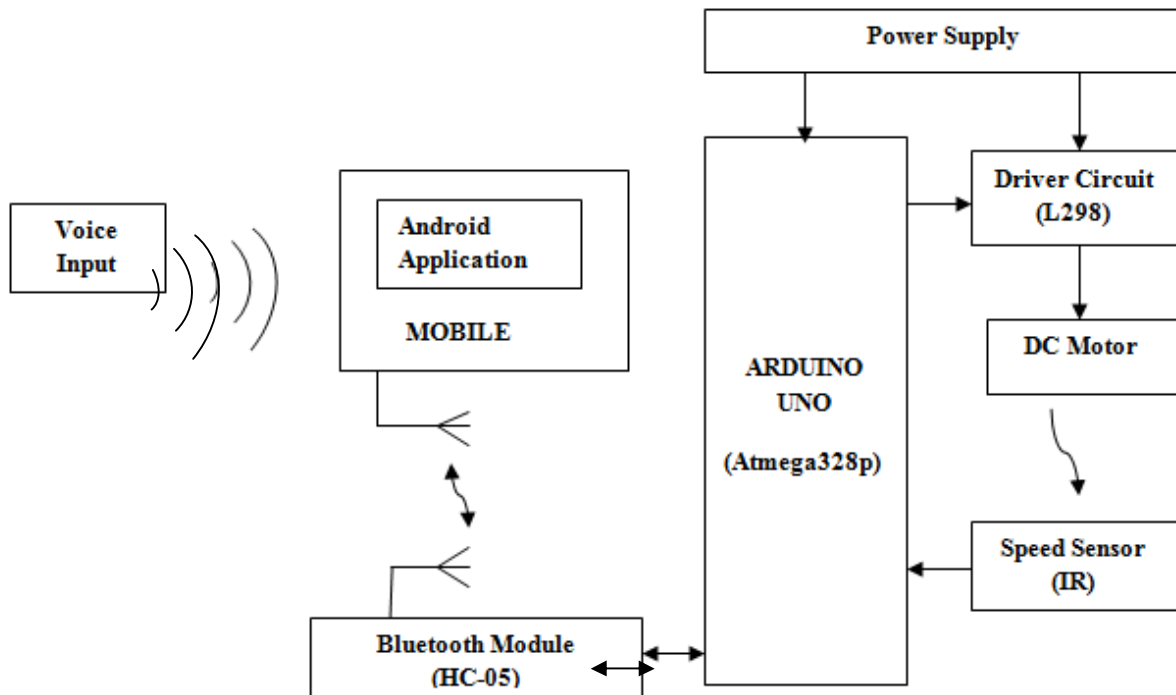 Power Supply
Driver Circuit
(L298)
Voice
Input
Android
Application
MOBILE
DC Motor
ARDUINO
UNO
(Atmega328p)
Speed Sensor
(IR)
Bluetooth Module
(HC-05)